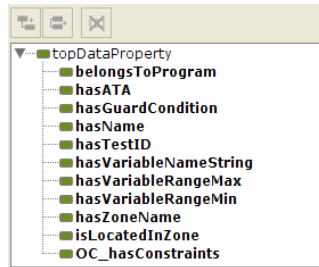 topDataProperty
belongsToProgram
hasATA
hasGuardCondition
hasName
hasTestID
hasVariableNameString
hasVariableRangeMax
hasVariableRangeMin
hasZoneName
isLocatedInZone
OC_hasConstraints